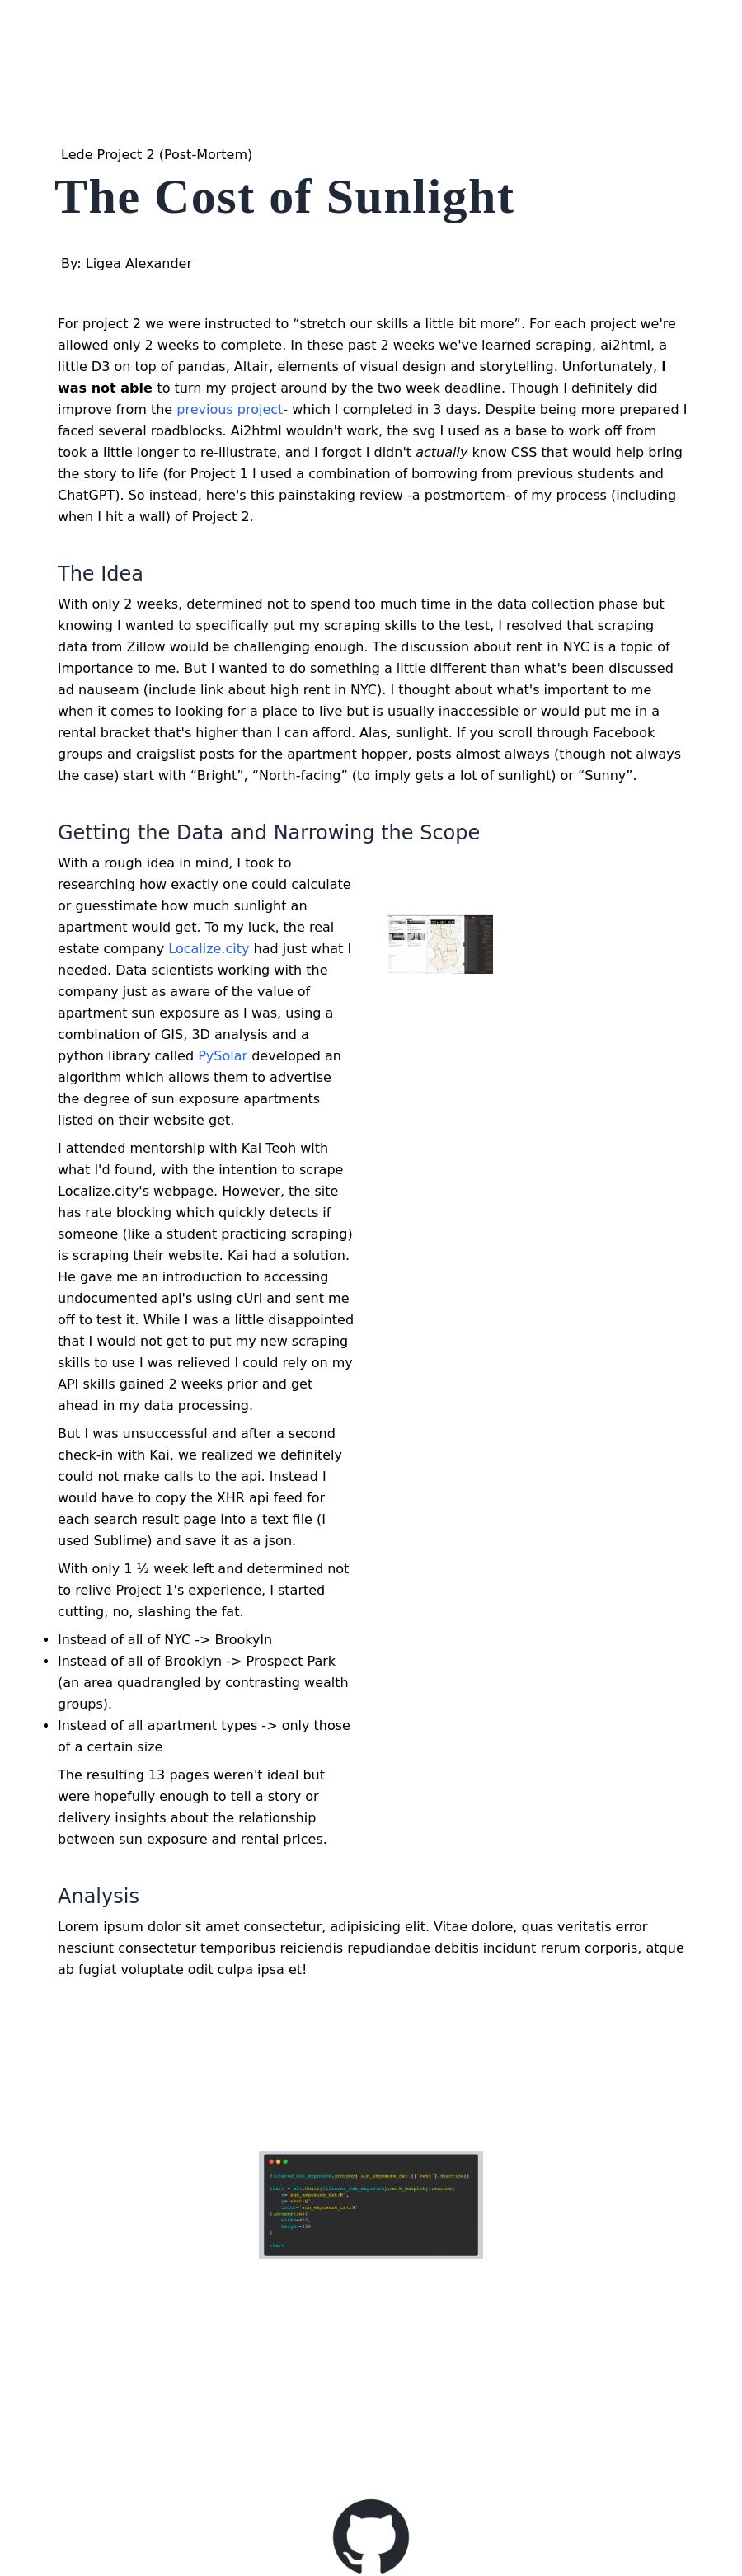 Lede Project 2 (Post-Mortem)
The Cost of Sunlight
By: Ligea Alexander
For project 2 we were instructed to “stretch our skills a little bit more”. For each project we're
allowed only 2 weeks to complete. In these past 2 weeks we've learned scraping, ai2html, a
little D3 on top of pandas, Altair, elements of visual design and storytelling. Unfortunately, I
was not able to turn my project around by the two week deadline. Though I definitely did
improve from the previous project- which I completed in 3 days. Despite being more prepared I
faced several roadblocks. Ai2html wouldn't work, the svg I used as a base to work off from
took a little longer to re-illustrate, and I forgot I didn't actually know CSS that would help bring
the story to life (for Project 1 I used a combination of borrowing from previous students and
ChatGPT). So instead, here's this painstaking review -a postmortem- of my process (including
when I hit a wall) of Project 2.
The Idea
With only 2 weeks, determined not to spend too much time in the data collection phase but
knowing I wanted to specifically put my scraping skills to the test, I resolved that scraping
data from Zillow would be challenging enough. The discussion about rent in NYC is a topic of
importance to me. But I wanted to do something a little different than what's been discussed
ad nauseam (include link about high rent in NYC). I thought about what's important to me
when it comes to looking for a place to live but is usually inaccessible or would put me in a
rental bracket that's higher than I can afford. Alas, sunlight. If you scroll through Facebook
groups and craigslist posts for the apartment hopper, posts almost always (though not always
the case) start with “Bright”, “North-facing” (to imply gets a lot of sunlight) or “Sunny”.
Getting the Data and Narrowing the Scope
With a rough idea in mind, I took to
researching how exactly one could calculate
or guesstimate how much sunlight an
apartment would get. To my luck, the real
estate company Localize.city had just what I
needed. Data scientists working with the
company just as aware of the value of
apartment sun exposure as I was, using a
combination of GIS, 3D analysis and a
python library called PySolar developed an
algorithm which allows them to advertise
the degree of sun exposure apartments
listed on their website get.
I attended mentorship with Kai Teoh with
what I'd found, with the intention to scrape
Localize.city's webpage. However, the site
has rate blocking which quickly detects if
someone (like a student practicing scraping)
is scraping their website. Kai had a solution.
He gave me an introduction to accessing
undocumented api's using cUrl and sent me
off to test it. While I was a little disappointed
that I would not get to put my new scraping
skills to use I was relieved I could rely on my
API skills gained 2 weeks prior and get
ahead in my data processing.
But I was unsuccessful and after a second
check-in with Kai, we realized we definitely
could not make calls to the api. Instead I
would have to copy the XHR api feed for
each search result page into a text file (I
used Sublime) and save it as a json.
With only 1 ½ week left and determined not
to relive Project 1's experience, I started
cutting, no, slashing the fat.
• Instead of all of NYC -> Brookyln
• Instead of all of Brooklyn -> Prospect Park
(an area quadrangled by contrasting wealth
groups).
• Instead of all apartment types -> only those
of a certain size
The resulting 13 pages weren't ideal but
were hopefully enough to tell a story or
delivery insights about the relationship
between sun exposure and rental prices.
Analysis
Lorem ipsum dolor sit amet consectetur, adipisicing elit. Vitae dolore, quas veritatis error
nesciunt consectetur temporibus reiciendis repudiandae debitis incidunt rerum corporis, atque
ab fugiat voluptate odit culpa ipsa et!
filtered_sun_exposure.groupby('sun_exposure_cat')['rent'].describe()
chart = alt.Chart(filtered_sun_exposure).mark_boxplot().encode(
x='sun_exposure_cat:N',
color='sun_exposure_cat:N'
).properties(
)
chart